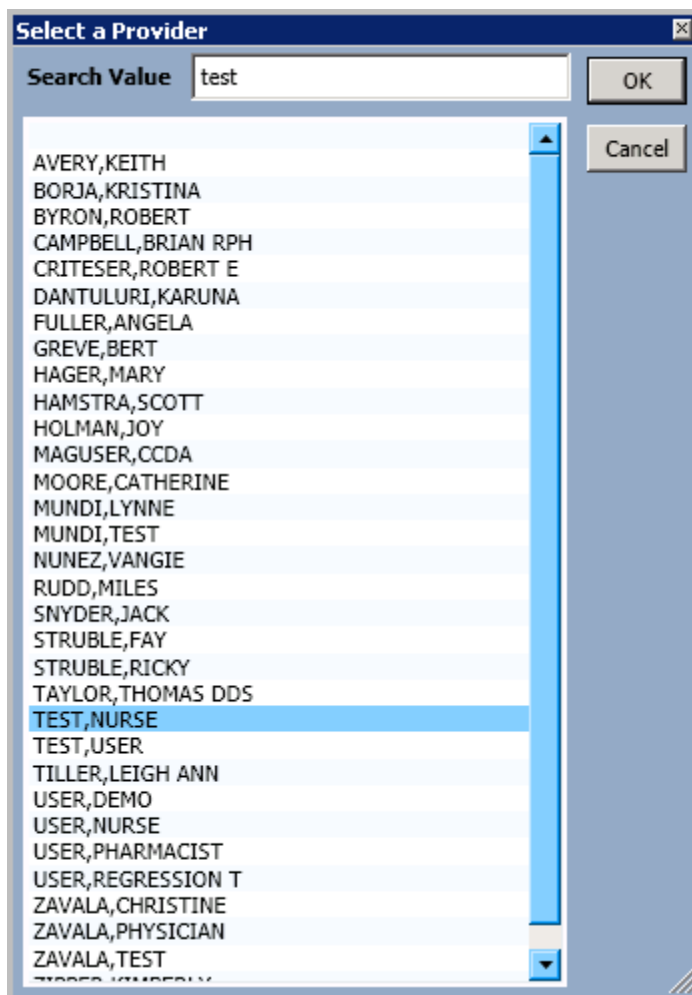 Select a Provider
Search Value test OK
Cancel
AVERY,KEITH
BORJA,KRISTINA
BYRON,ROBERT
CAMPBELL,BRIAN RPH
CRITESER,ROBERT E
DANTULURI,KARUNA
FULLER,ANGELA
GREVE,BERT
HAGER,MARY
HAMSTRA,SCOTT
HOLMAN,JOY
MAGUSER,CCDA
MOORE,CATHERINE
MUNDI,LYNNE
MUNDI,TEST
NUNEZ,VANGIE
RUDD,MILES
SNYDER,JACK
STRUBLE,FAY
STRUBLE,RICKY
TAYLOR,THOMAS DDS
TEST,NURSE
TEST,USER
TILLER,LEIGH ANN
USER,DEMO
USER,NURSE
USER,PHARMACIST
USER,REGRESSION T
ZAVALA,CHRISTINE
ZAVALA,PHYSICIAN
ZAVALA,TEST